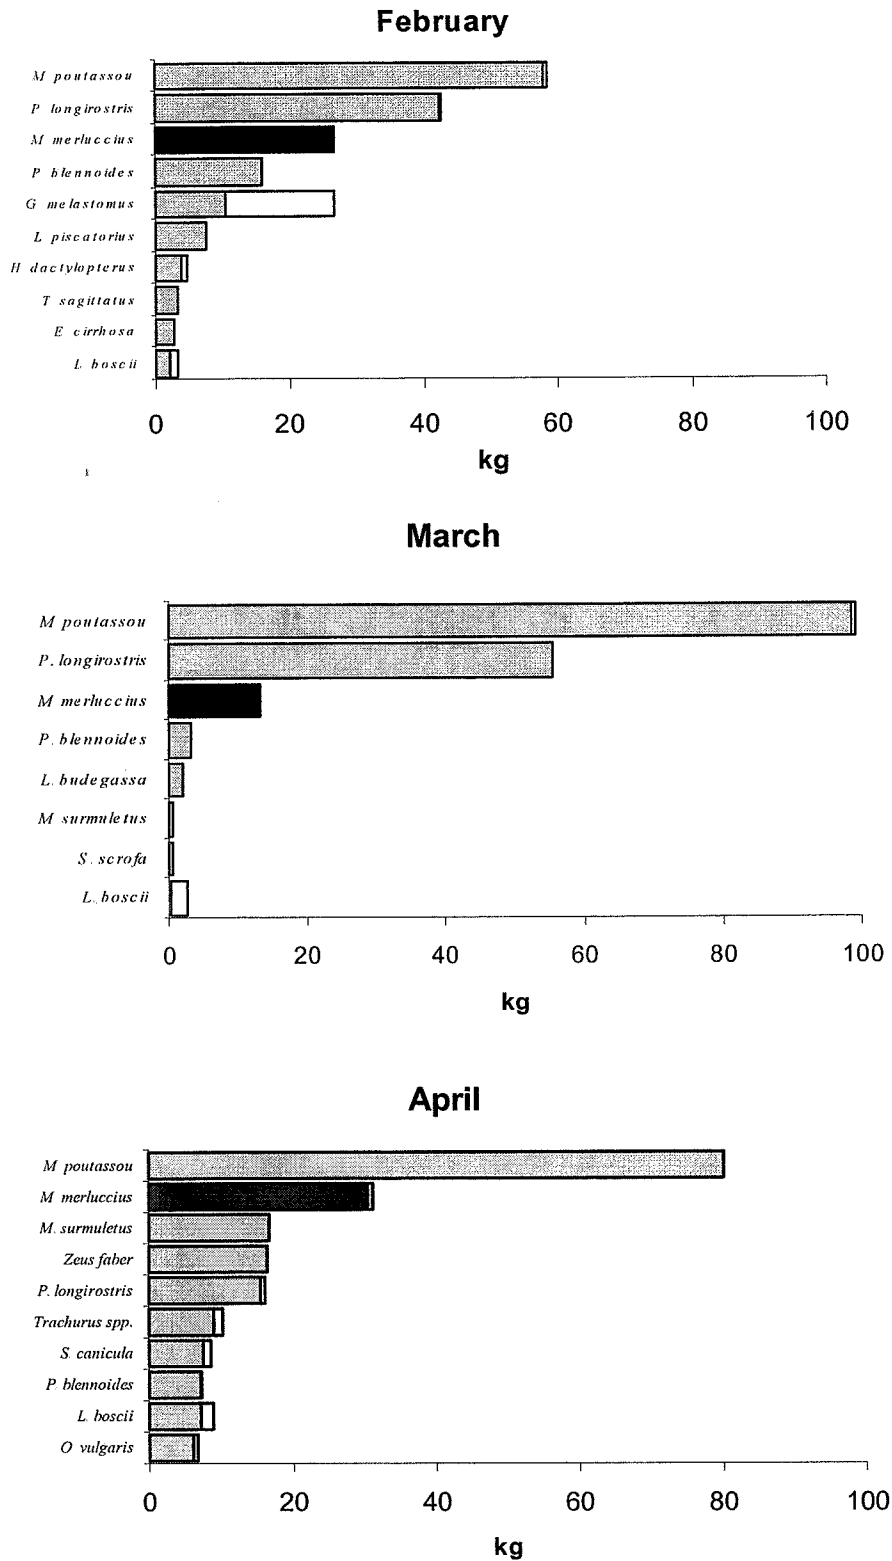 February
M poutassou
P longirostris
M merluccius
P blennoides
G melastomus
L piscatorius
H dactylopterus
T sagittatus
E cirrhosa
L boscii
0 20 40 60 80 100
kg
March
M poutassou
P. longirostris
M merluccius
P. blennoides
L. budegassa
M surmuletus
S. scrofa
L. boscii
0 20 40 60 80 100
kg
April
M poutassou
M merluccius
M. surmuletus
Zeus faber
P. longirostris
Trachurus spp.
S. canicula
P. blennoides
L. boscii
O vulgaris
0 20 40 60 80 100
kg